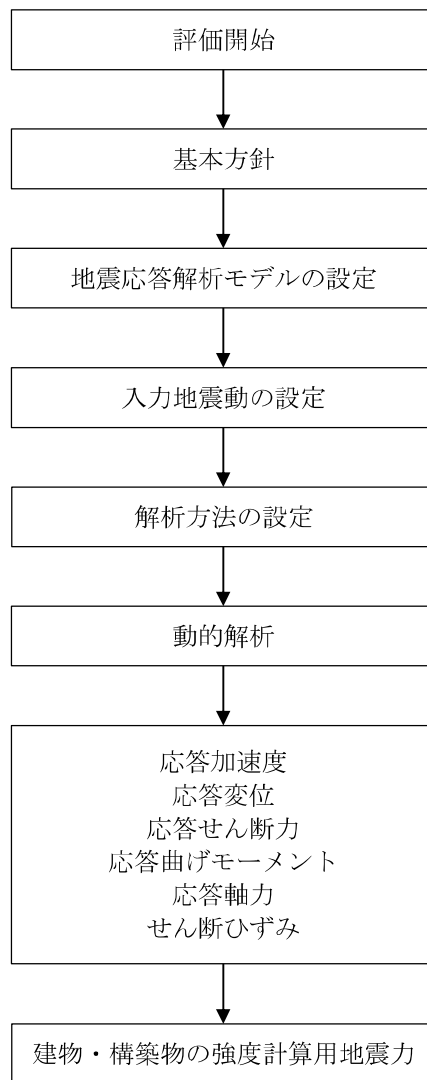 評価開始
基本方針
地震応答解析モデルの設定
入力地震動の設定
解析方法の設定
動的解析
応答加速度
応答変位
応答せん断力
応答曲げモーメント
応答軸力
せん断ひずみ
建物・構築物の強度計算用地震力